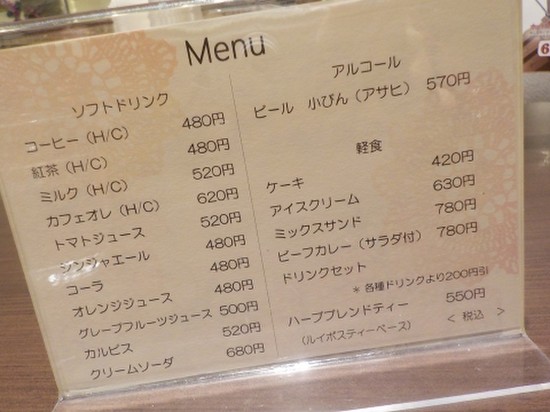 Menu
ソフトドリンク
コーヒー（H/C） 480円
紅茶（H/C） 480円
ミルク（H/C） 520円
カフェオレ（H/C） 620円
トマトジュース 520円
ジンジャエール 480円
コーラ 480円
オレンジジュース 480円
グレープフルーツジュース 500円
カルピス 520円
クリームソーダ 680円
アルコール
ビール 小びん（アサヒ） 570円
軽食
ケーキ 420円
アイスクリーム 630円
ミックスサンド 780円
ビーフカレー（サラダ付） 780円
ドリンクセット
＊各種ドリンクより200円引
ハーブブレンドティー 550円
（ルイボスティーベース） ＜税込＞
6